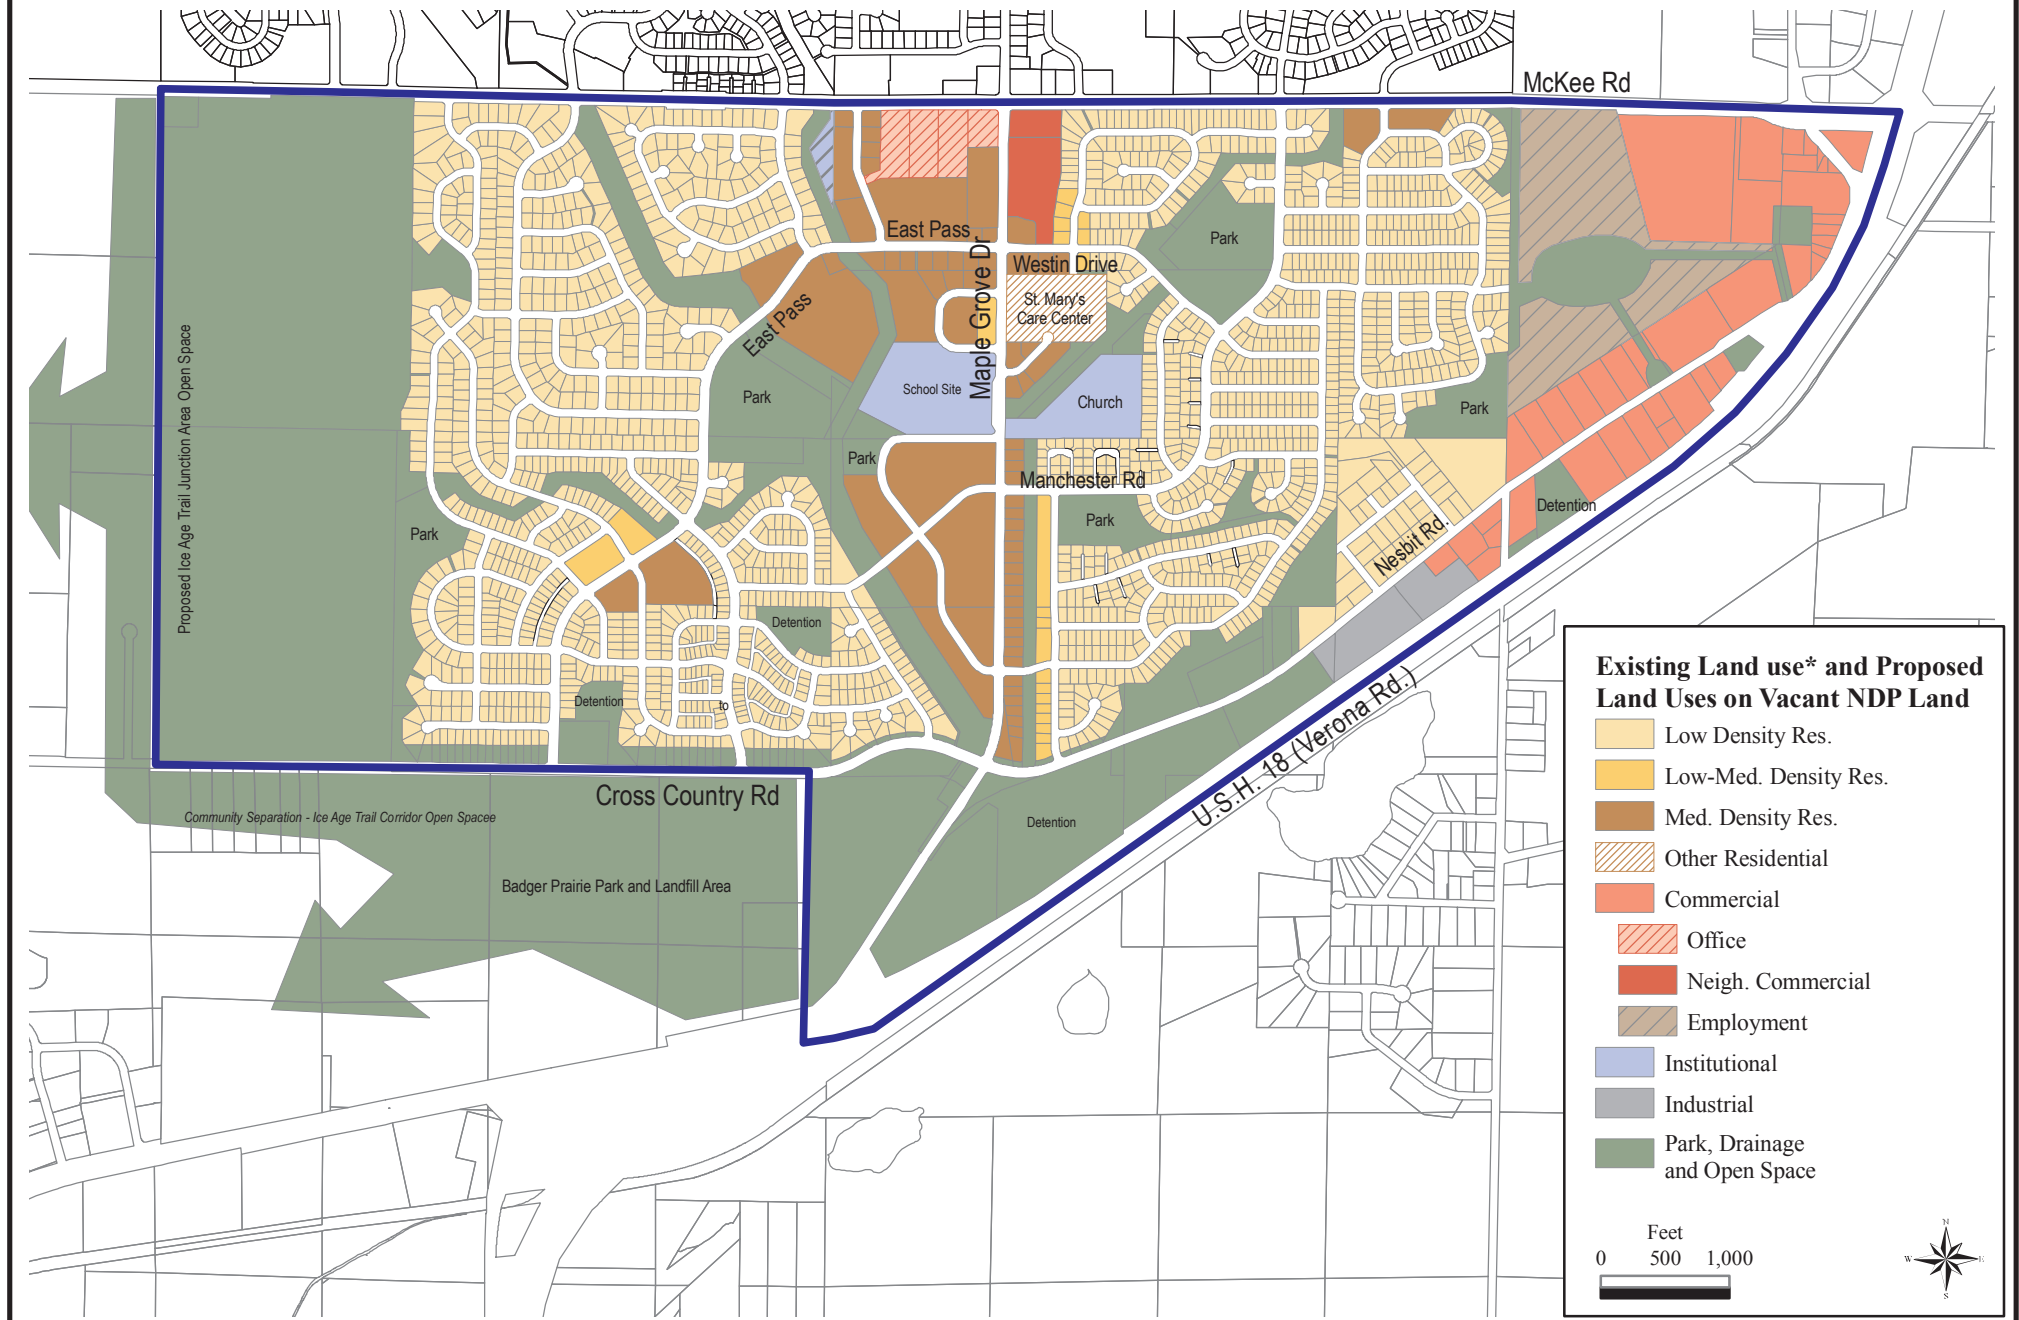 McKee Rd
East Pass
Park
Westin Drive
St. Mary's
Care Center
Maple Grove Dr
East Pass
Proposed Ice Age Trail Junction Area Open Space
School Site
Park
Church
Park
Park
Manchester Rd
Park
Park
Detention
Nesbit Rd.
Detention
Detention
to
Cross Country Rd
U.S.H. 18 (Verona Rd.)
Community Separation - Ice Age Trail Corridor Open Spacee
Detention
Badger Prairie Park and Landfill Area
Existing Land use* and Proposed
Land Uses on Vacant NDP Land
Low Density Res.
Low-Med. Density Res.
Med. Density Res.
Other Residential
Commercial
Office
Neigh. Commercial
Employment
Institutional
Industrial
Park, Drainage
and Open Space
Feet
0 500 1,000
N
W E
S